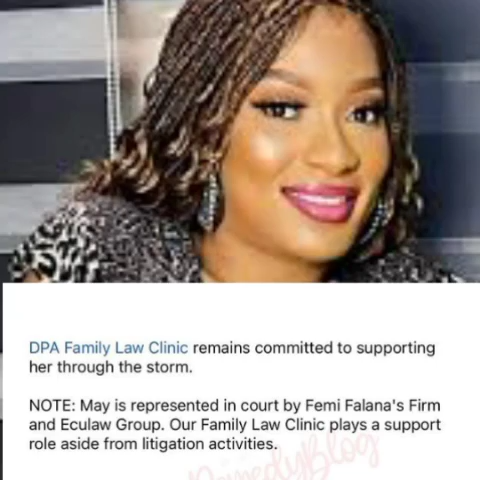 DPA Family Law Clinic remains committed to supporting
her through the storm.
NOTE: May is represented in court by Femi Falana's Firm
and Eculaw Group. Our Family Law Clinic plays a support
role aside from litigation activities.